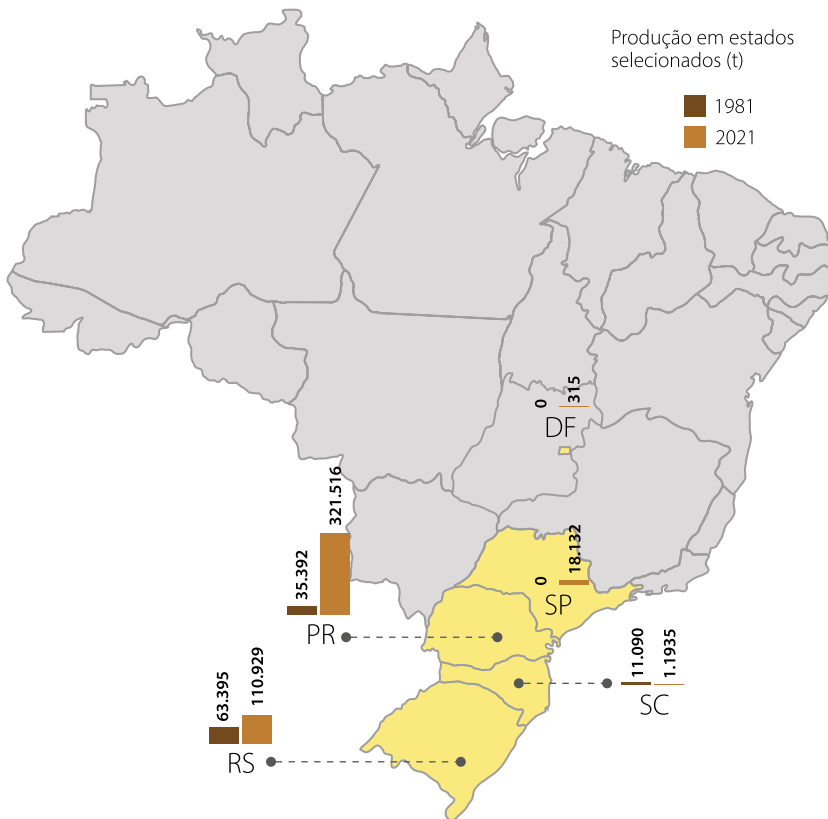 Produção em estados
selecionados (t)
1981
2021
0
315
DF
35.392
321.516
PR
0
18.132
SP
11.090
1.1935
SC
63.395
110.929
RS